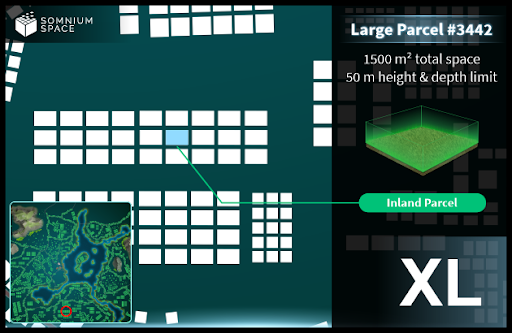 SOMNIUM
SPACE
Large Parcel #3442
1500 m² total space
50 m height & depth limit
Inland Parcel
XL